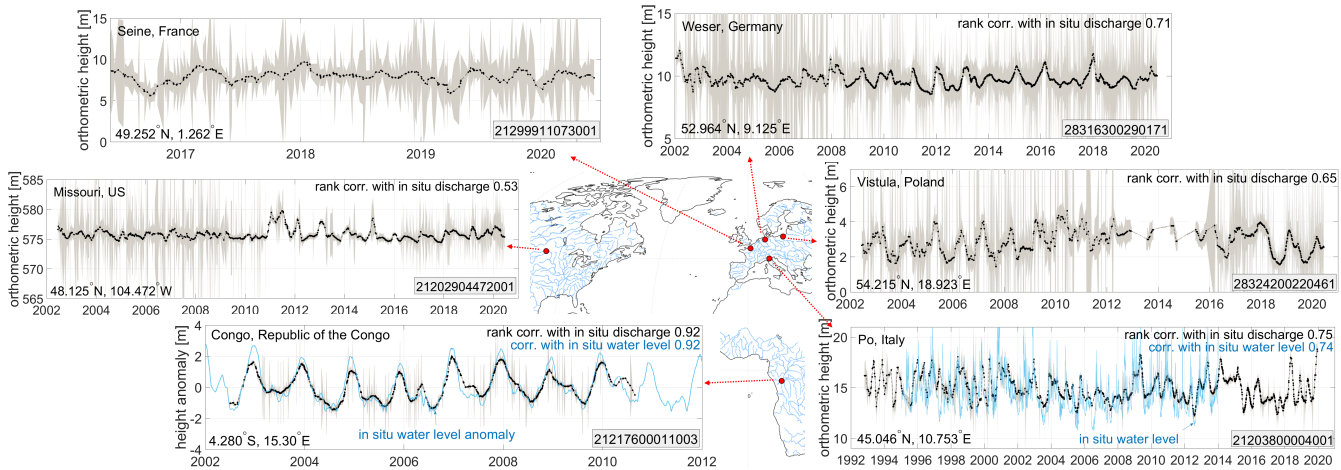 orthometric height [m]
15
10
5
0
Seine, France
49.252° N, 1.262° E
21299911073001
2017
2018
2019
2020
orthometric height [m]
15
10
5
Weser, Germany
rank corr. with in situ discharge 0.71
52.964° N, 9.125° E
28316300290171
2002 2004 2006 2008 2010 2012 2014 2016 2018 2020
orthometric height [m]
585
580
575
570
565
Missouri, US
rank corr. with in situ discharge 0.53
48.125° N, 104.472° W
21202904472001
orthometric height [m]
6
4
2
0
Vistula, Poland
rank corr. with in situ discharge 0.65
54.215° N, 18.923° E
28324200220461
2002 2004 2006 2008 2010 2012 2014 2016 2018 2020
2002 2004 2006 2008 2010 2012 2014 2016 2018 2020
height anomaly [m]
4
2
0
-2
-4
Congo, Republic of the Congo
rank corr. with in situ discharge 0.92
corr. with in situ water level 0.92
4.280° S, 15.30° E
in situ water level anomaly
21217600011003
2002
2004
2006
2008
2010
2012
orthometric height [m]
20
15
10
Po, Italy
rank corr. with in situ discharge 0.75
corr. with in situ water level 0.74
45.046° N, 10.753° E
in situ water level
21203800004001
1992 1994 1996 1998 2000 2002 2004 2006 2008 2010 2012 2014 2016 2018 2020